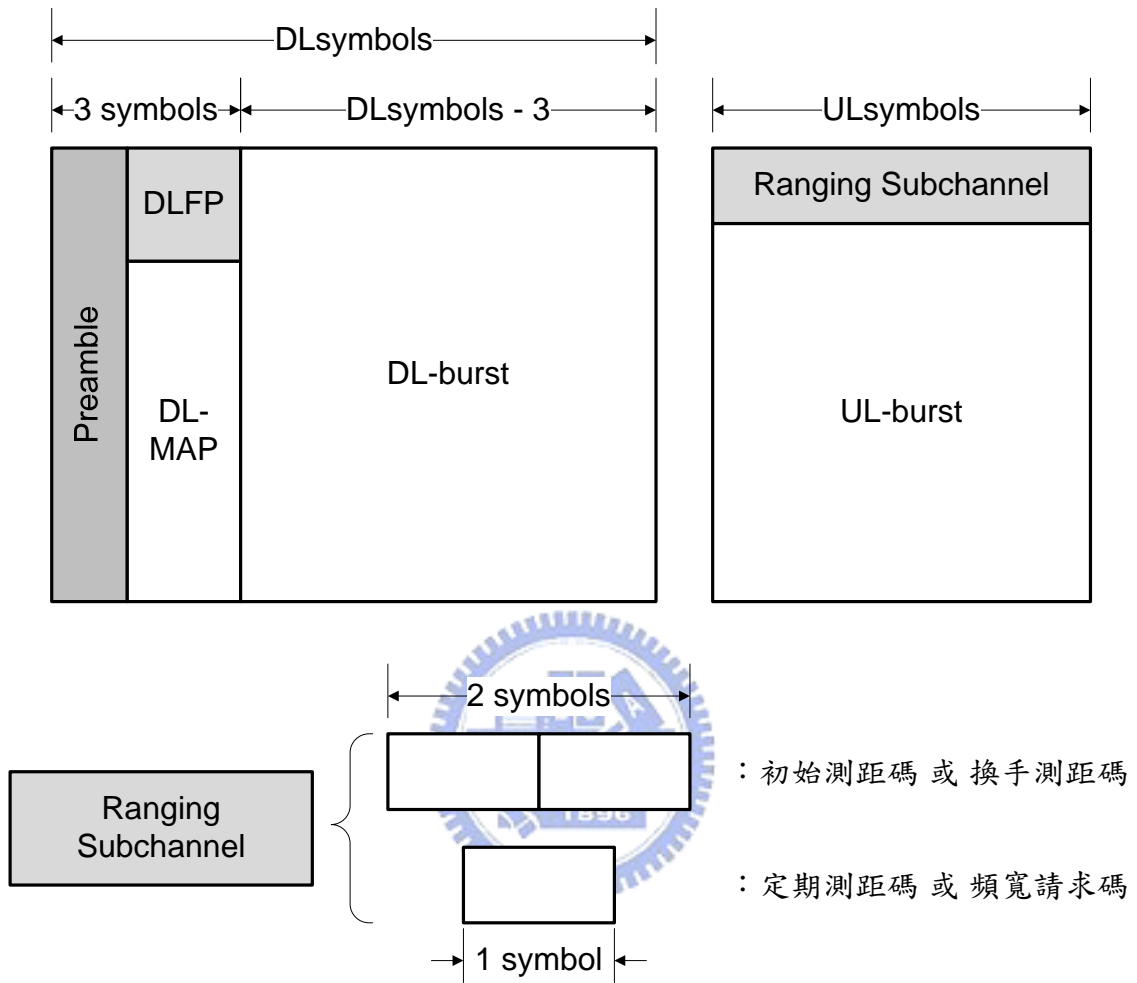 DLsymbols
3 symbols
DLsymbols - 3
ULsymbols
Preamble
DLFP
DL-
MAP
DL-burst
Ranging Subchannel
UL-burst
Ranging
Subchannel
2 symbols
：初始測距碼 或 換手測距碼
1896
：定期測距碼 或 頻寬請求碼
1 symbol